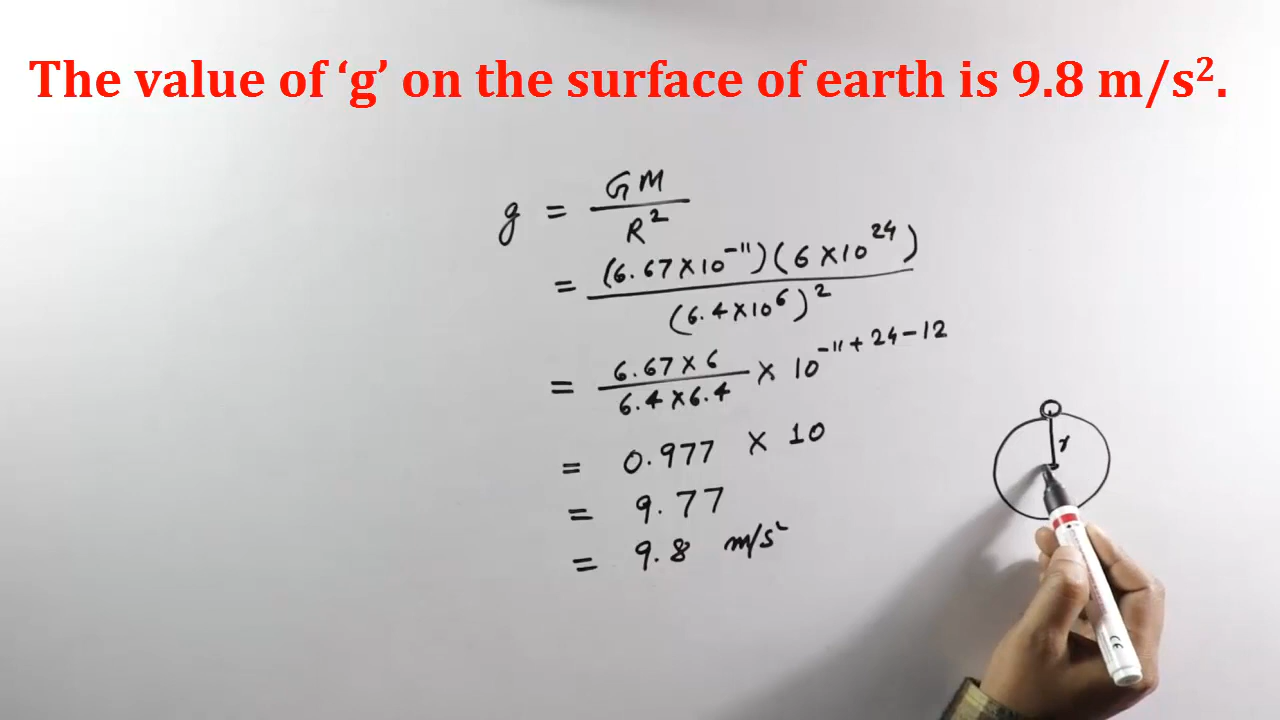 The value of ‘g’ on the surface of earth is 9.8 m/s².
g = GM / R²
= (6.67×10⁻¹¹)(6×10²⁴) / (6.4×10⁶)²
= 6.67×6 / 6.4×6.4 × 10⁻¹¹⁺²⁴⁻¹²
= 0.977 × 10
= 9.77
= 9.8 m/s²
r
CE